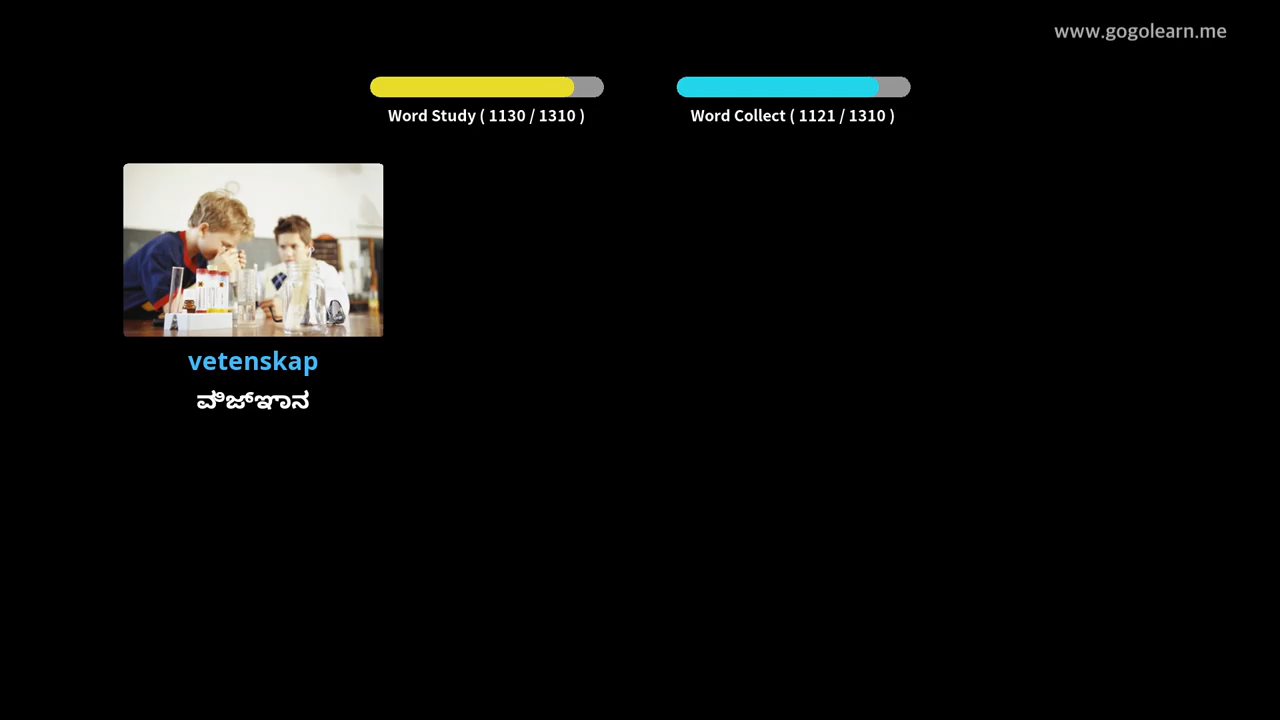 www.gogolearn.me
Word Study ( 1130 / 1310 )
Word Collect ( 1121 / 1310 )
vetenskap
ವಿಜ್ಞಾನ